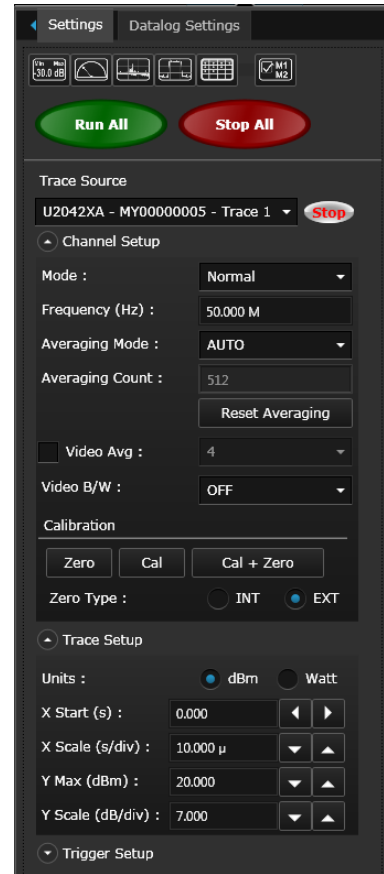 Settings Datalog Settings
Vin Max
-30.0 dB
M1
M2
Run All Stop All
Trace Source
U2042XA - MY00000005 - Trace 1 Stop
Channel Setup
Mode : Normal
Frequency (Hz) : 50.000 M
Averaging Mode : AUTO
Averaging Count : 512
Reset Averaging
Video Avg : 4
Video B/W : OFF
Calibration
Zero Cal Cal + Zero
Zero Type : INT EXT
Trace Setup
Units : dBm Watt
X Start (s) : 0.000
X Scale (s/div) : 10.000 µ
Y Max (dBm) : 20.000
Y Scale (dB/div) : 7.000
Trigger Setup